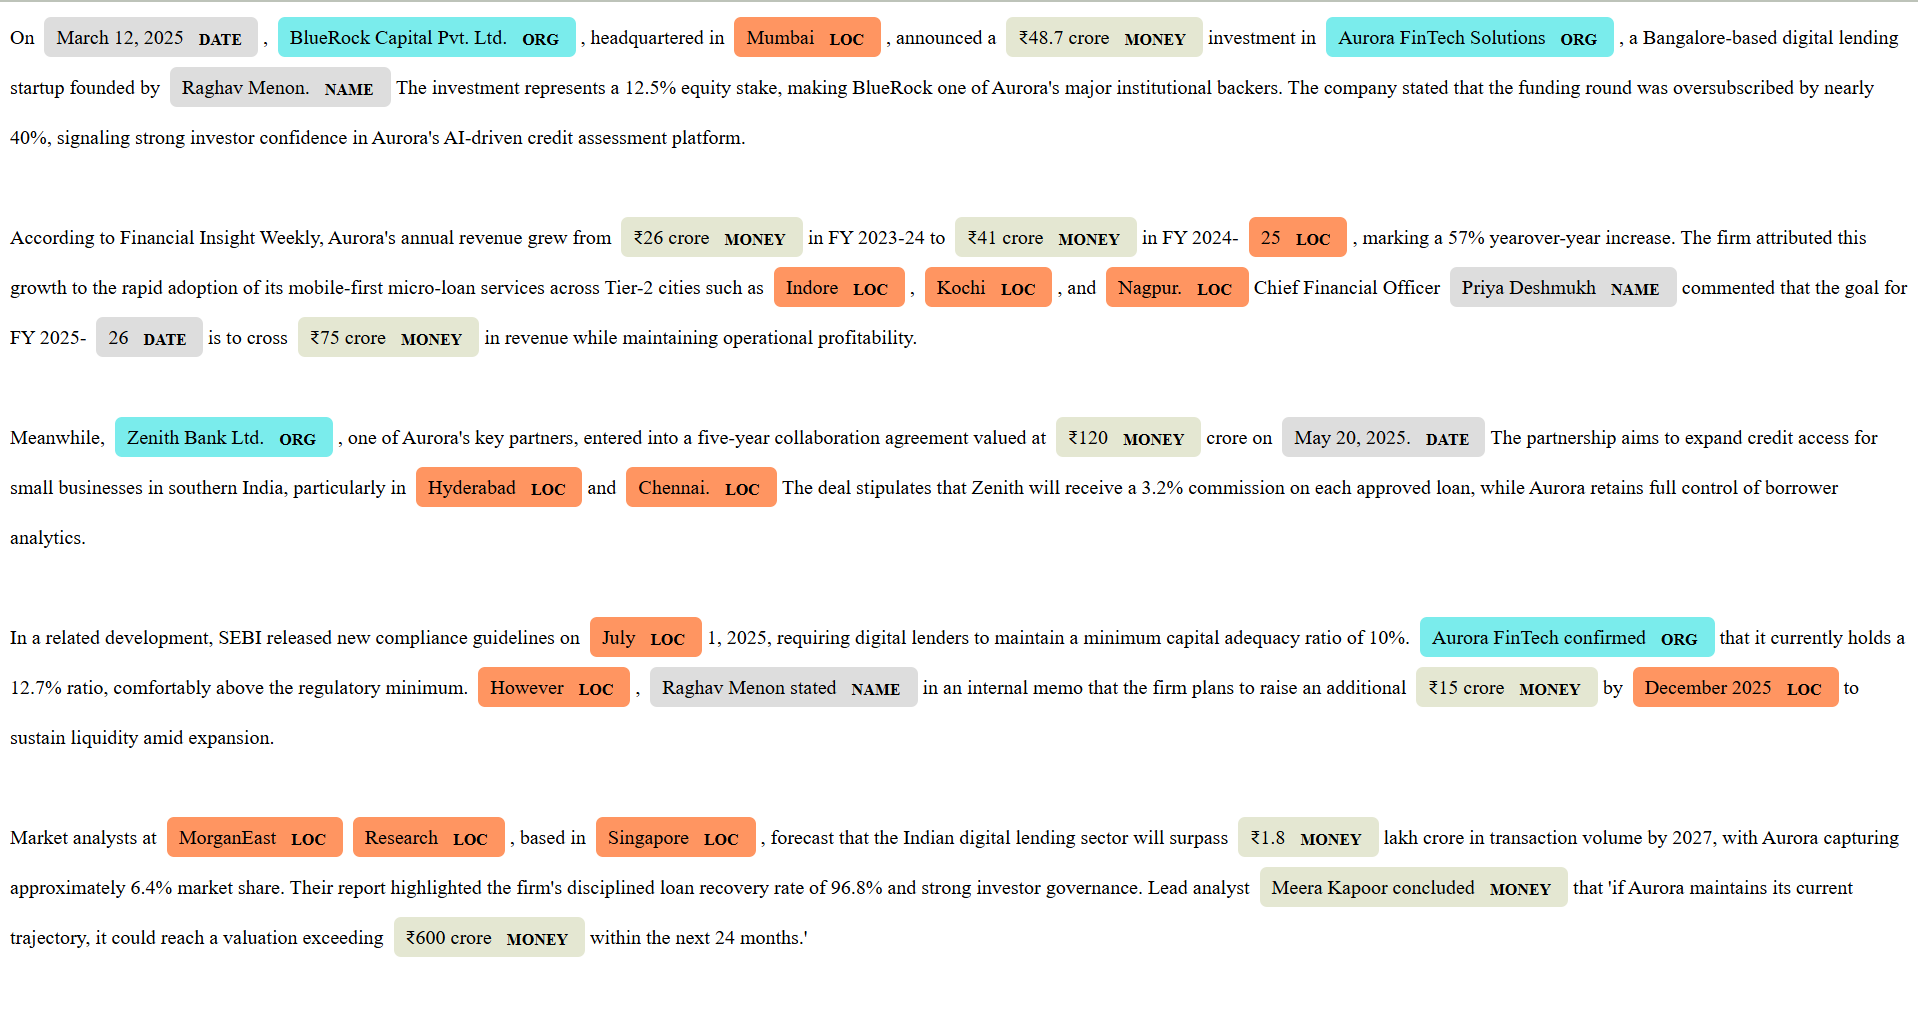 On March 12, 2025 DATE , BlueRock Capital Pvt. Ltd. ORG , headquartered in Mumbai LOC , announced a ₹48.7 crore MONEY investment in Aurora FinTech Solutions ORG , a Bangalore-based digital lending
startup founded by Raghav Menon. NAME The investment represents a 12.5% equity stake, making BlueRock one of Aurora's major institutional backers. The company stated that the funding round was oversubscribed by nearly
40%, signaling strong investor confidence in Aurora's AI-driven credit assessment platform.
According to Financial Insight Weekly, Aurora's annual revenue grew from ₹26 crore MONEY in FY 2023-24 to ₹41 crore MONEY in FY 2024- 25 LOC , marking a 57% yearover-year increase. The firm attributed this
growth to the rapid adoption of its mobile-first micro-loan services across Tier-2 cities such as Indore LOC , Kochi LOC , and Nagpur. LOC Chief Financial Officer Priya Deshmukh NAME commented that the goal for
FY 2025- 26 DATE is to cross ₹75 crore MONEY in revenue while maintaining operational profitability.
Meanwhile, Zenith Bank Ltd. ORG , one of Aurora's key partners, entered into a five-year collaboration agreement valued at ₹120 MONEY crore on May 20, 2025. DATE The partnership aims to expand credit access for
small businesses in southern India, particularly in Hyderabad LOC and Chennai. LOC The deal stipulates that Zenith will receive a 3.2% commission on each approved loan, while Aurora retains full control of borrower
analytics.
In a related development, SEBI released new compliance guidelines on July LOC 1, 2025, requiring digital lenders to maintain a minimum capital adequacy ratio of 10%. Aurora FinTech confirmed ORG that it currently holds a
12.7% ratio, comfortably above the regulatory minimum. However LOC , Raghav Menon stated NAME in an internal memo that the firm plans to raise an additional ₹15 crore MONEY by December 2025 LOC to
sustain liquidity amid expansion.
Market analysts at MorganEast LOC Research LOC , based in Singapore LOC , forecast that the Indian digital lending sector will surpass ₹1.8 MONEY lakh crore in transaction volume by 2027, with Aurora capturing
approximately 6.4% market share. Their report highlighted the firm's disciplined loan recovery rate of 96.8% and strong investor governance. Lead analyst Meera Kapoor concluded MONEY that 'if Aurora maintains its current
trajectory, it could reach a valuation exceeding ₹600 crore MONEY within the next 24 months.'